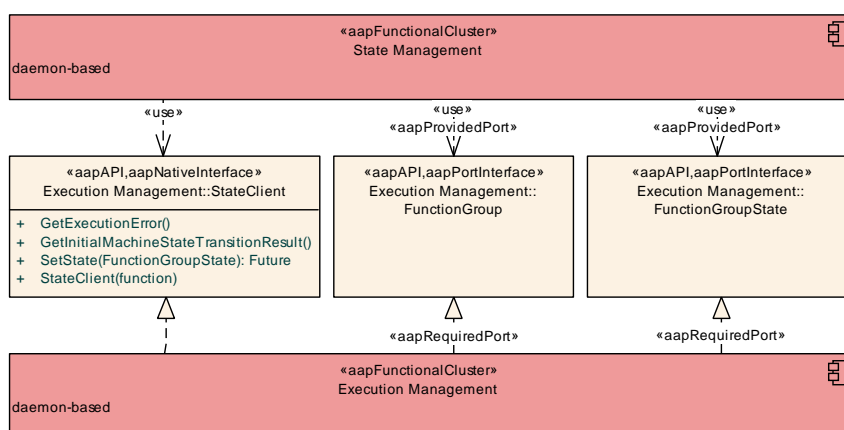 «aapFunctionalCluster»
State Management
daemon-based
«use»
«use»
«use»
«aapProvidedPort»
«aapProvidedPort»
«aapAPI,aapNativeInterface»
Execution Management::StateClient
+ GetExecutionError()
+ GetInitialMachineStateTransitionResult()
+ SetState(FunctionGroupState): Future
+ StateClient(function)
«aapAPI,aapPortInterface»
Execution Management::
FunctionGroup
«aapAPI,aapPortInterface»
Execution Management::
FunctionGroupState
«aapRequiredPort»
«aapRequiredPort»
«aapFunctionalCluster»
Execution Management
daemon-based